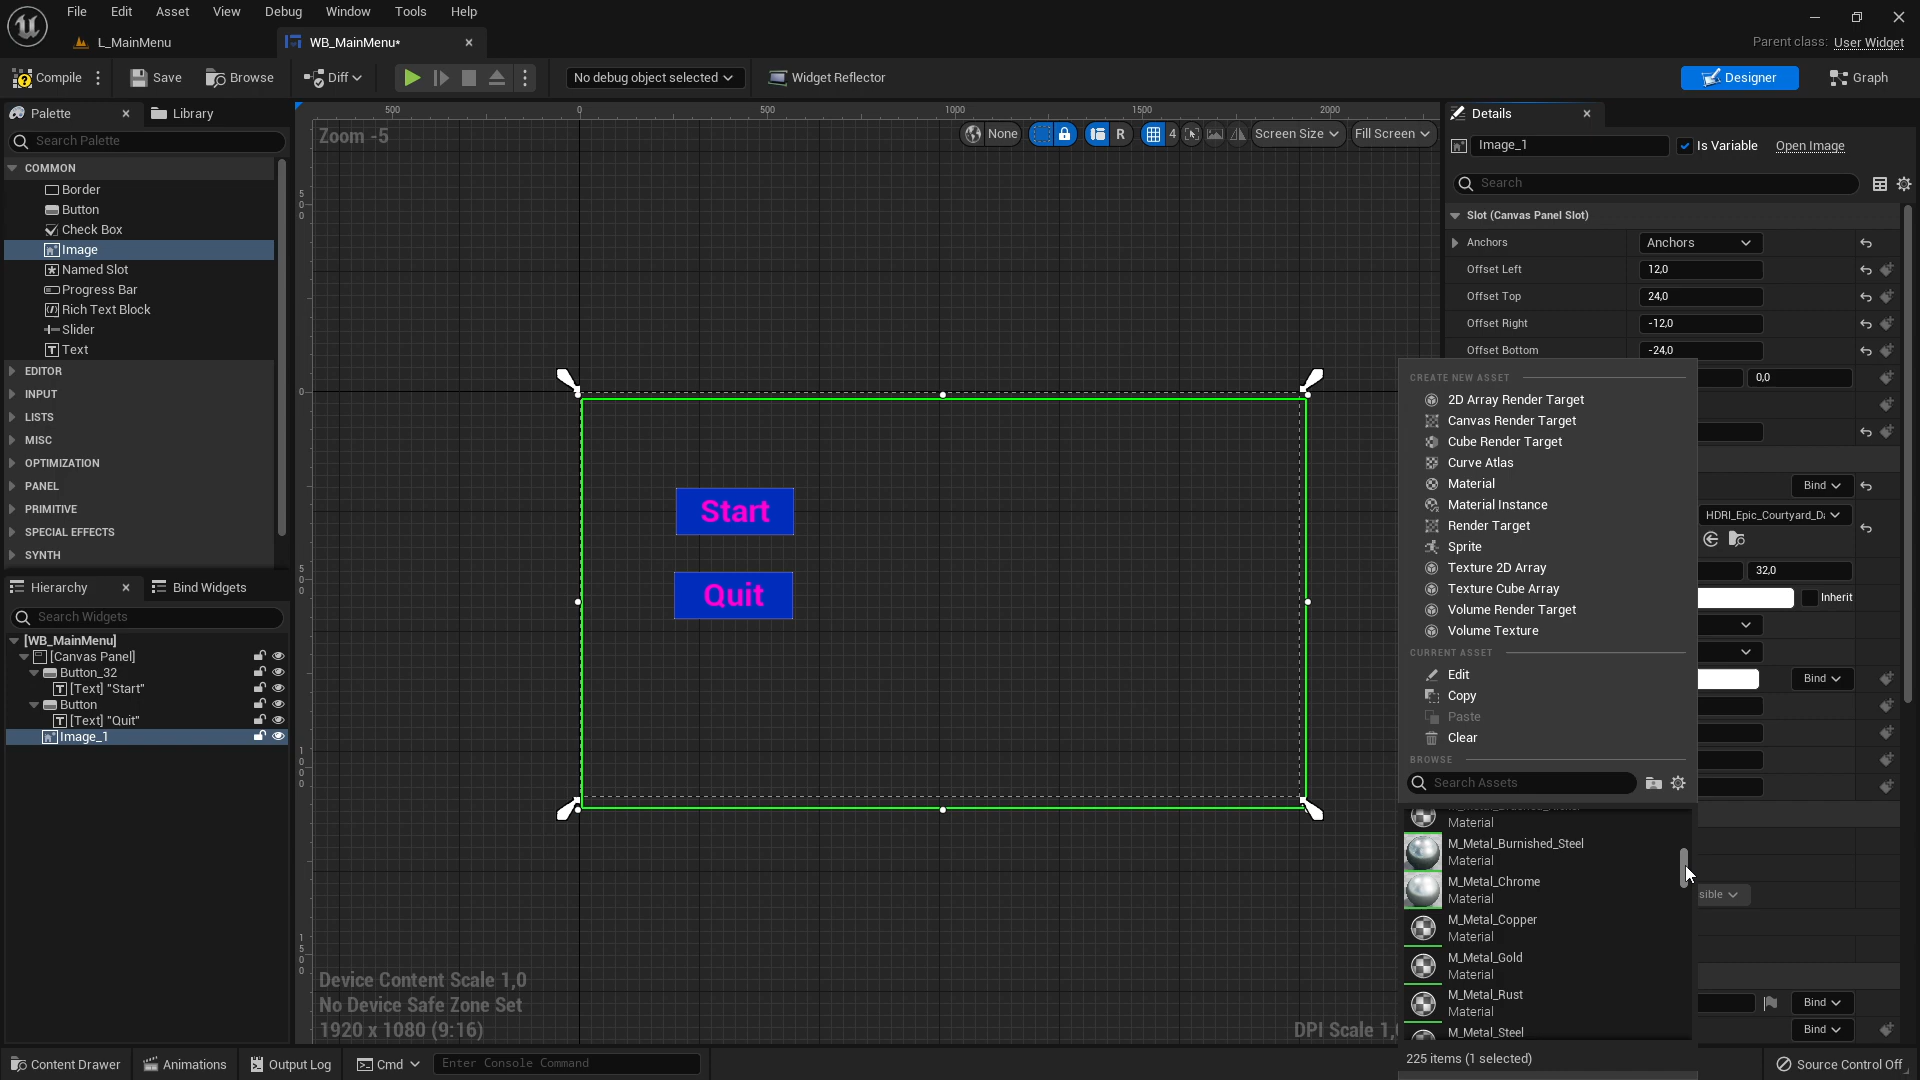 File Edit Asset View Debug Window Tools Help
L_MainMenu
WB_MainMenu*
Parent class: User Widget
Compile
Save
Browse
Diff
No debug object selected
Widget Reflector
Designer
Graph
Palette
Library
Search Palette
COMMON
Border
Button
Check Box
Image
Named Slot
Progress Bar
Rich Text Block
Slider
Text
EDITOR
INPUT
LISTS
MISC
OPTIMIZATION
PANEL
PRIMITIVE
SPECIAL EFFECTS
SYNTH
Hierarchy
Bind Widgets
Search Widgets
[WB_MainMenu]
[Canvas Panel]
Button_32
[Text] "Start"
Button
[Text] "Quit"
Image_1
500 0 500 1000 1500 2000
Zoom -5
None
R
4
Screen Size
Fill Screen
500
0
500
1000
1500
Start
Quit
Device Content Scale 1,0
No Device Safe Zone Set
1920 x 1080 (9:16)
DPI Scale 1,
Details
Image_1
Is Variable
Open Image
Search
Slot (Canvas Panel Slot)
Anchors
Anchors
Offset Left
12,0
Offset Top
24,0
Offset Right
-12,0
Offset Bottom
-24,0
0,0
Bind
HDRI_Epic_Courtyard_Da
32,0
Inherit
Bind
sible
Bind
Bind
CREATE NEW ASSET
2D Array Render Target
Canvas Render Target
Cube Render Target
Curve Atlas
Material
Material Instance
Render Target
Sprite
Texture 2D Array
Texture Cube Array
Volume Render Target
Volume Texture
CURRENT ASSET
Edit
Copy
Paste
Clear
BROWSE
Search Assets
Material
M_Metal_Burnished_Steel
Material
M_Metal_Chrome
Material
M_Metal_Copper
Material
M_Metal_Gold
Material
M_Metal_Rust
Material
M_Metal_Steel
225 items (1 selected)
Content Drawer
Animations
Output Log
Cmd
Enter Console Command
Source Control Off